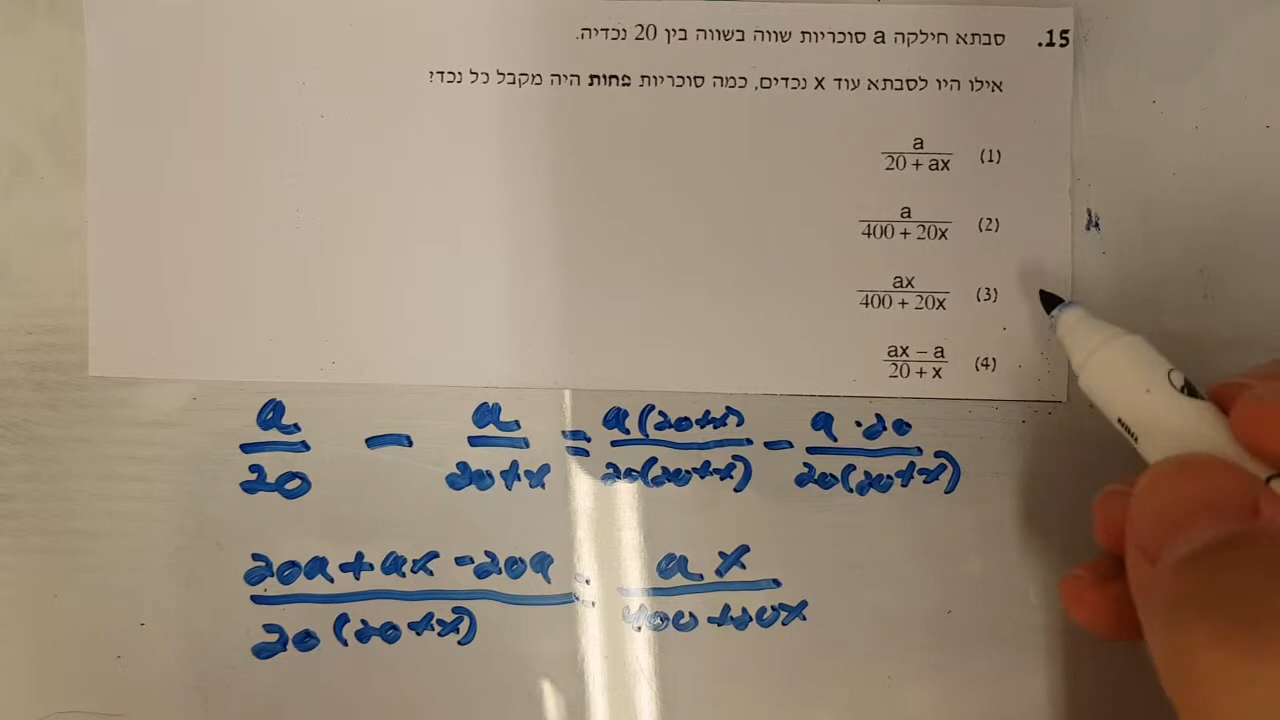 15. סבתא חילקה a סוכריות שווה בשווה בין 20 נכדיה.
אילו היו לסבתא עוד x נכדים, כמה סוכריות פחות היה מקבל כל נכד?
(1) a / (20 + ax)
(2) a / (400 + 20x)
(3) ax / (400 + 20x)
(4) (ax − a) / (20 + x)
a/20 − a/(20+x) = a(20+x)/20(20+x) − a·20/20(20+x)
(20a+ax−20a)/20(20+x) = ax/(400+20x)